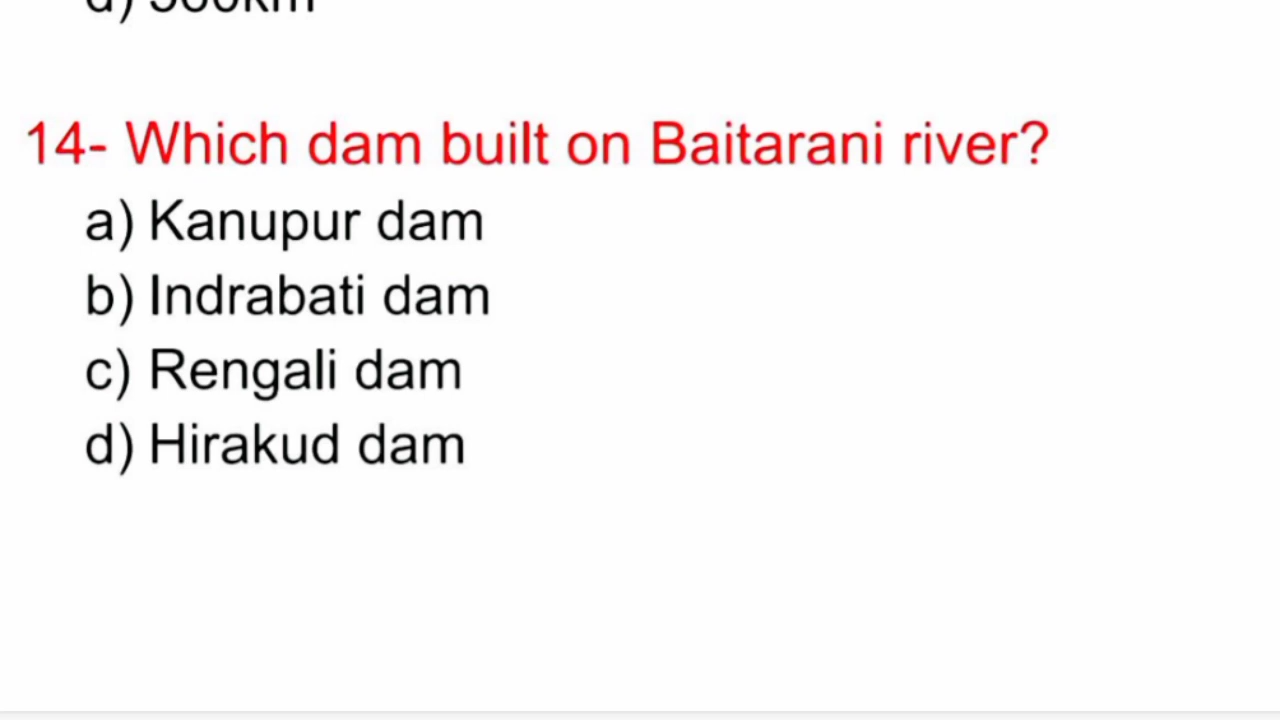 14- Which dam built on Baitarani river?
a) Kanupur dam
b) Indrabati dam
c) Rengali dam
d) Hirakud dam